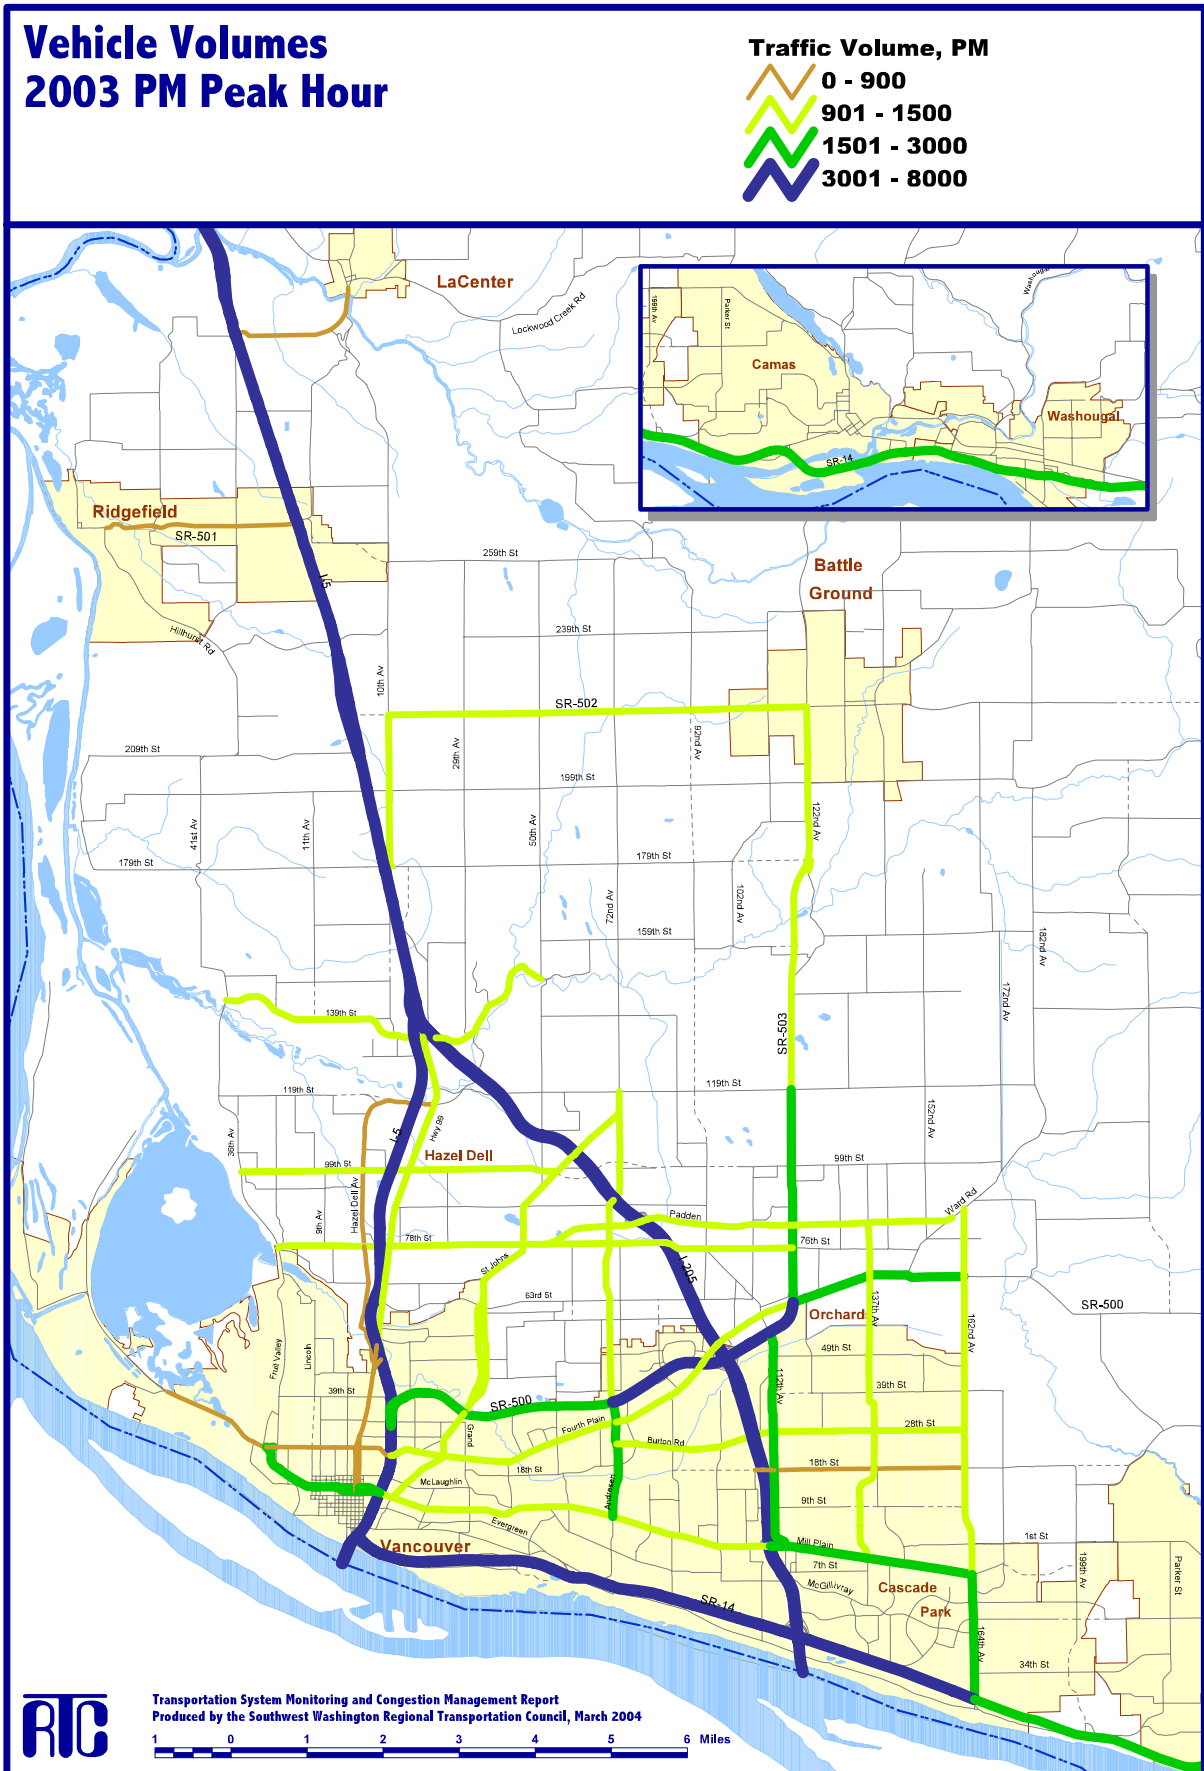 Vehicle Volumes
2003 PM Peak Hour
Traffic Volume, PM
0 - 900
901 - 1500
1501 - 3000
3001 - 8000
LaCenter
Lockwood Creek Rd
199th Av
Parker St
Camas
Washougal
SR-14
Ridgefield
SR-501
I-5
Hillhurst Rd
259th St
Battle
Ground
239th St
10th Av
SR-502
209th St
29th Av
92nd Av
199th St
41st Av
11th Av
50th Av
122nd Av
179th St
179th St
72nd Av
102nd Av
159th St
182nd Av
172nd Av
139th St
SR-503
119th St
119th St
36th Av
I-5
Hwy 99
152nd Av
99th St
Hazel Dell
99th St
Hazel Dell Av
9th Av
Ward Rd
Padden
78th St
76th St
St Johns
I-205
63rd St
137th Av
SR-500
Orchards
162nd Av
Fruit Valley
Lincoln
49th St
112th Av
39th St
39th St
SR-500
Grand
Fourth Plain
28th St
Burton Rd
18th St
18th St
McLaughlin
Andresen
9th St
Evergreen
1st St
Vancouver
Mill Plain
7th St
199th Av
Parker St
McGillivray
Cascade
Park
SR-14
164th Av
34th St
RTC
Transportation System Monitoring and Congestion Management Report
Produced by the Southwest Washington Regional Transportation Council, March 2004
1 0 1 2 3 4 5 6 Miles